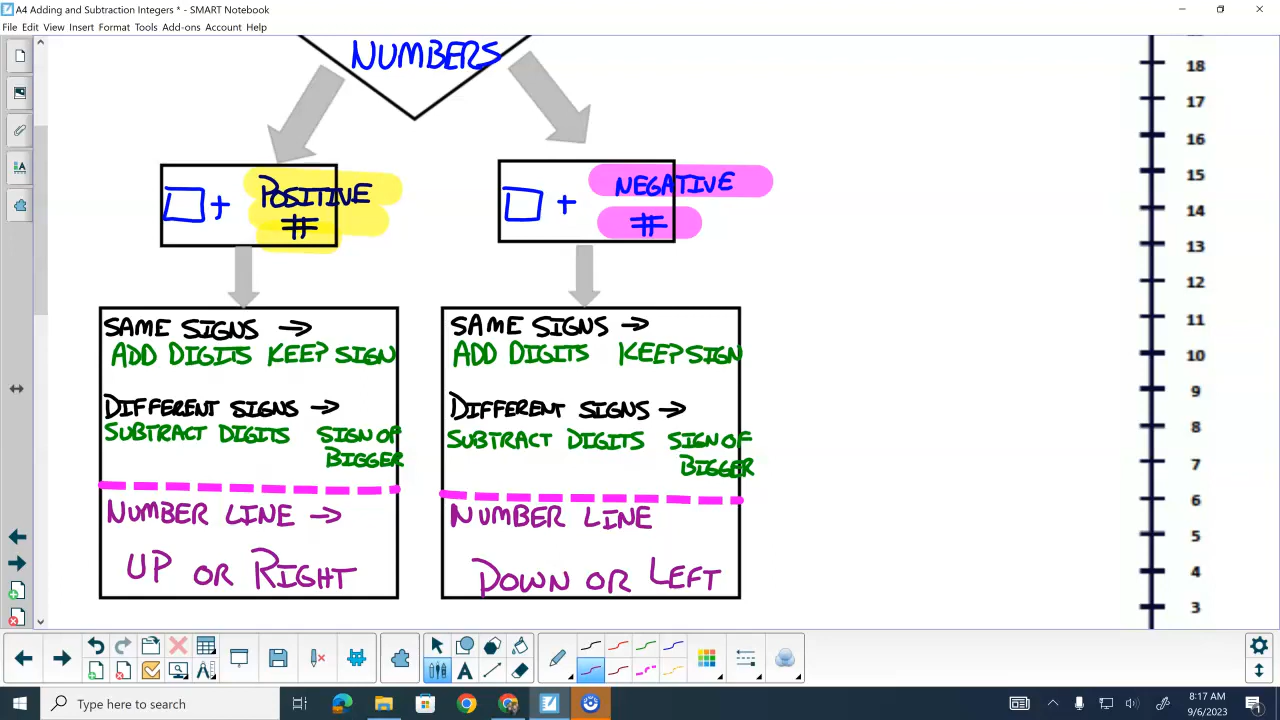 A4 Adding and Subtraction Integers * - SMART Notebook
File Edit View Insert Format Tools Add-ons Account Help
NUMBERS
□ + POSITIVE
#
□ + NEGATIVE
#
SAME SIGNS →
ADD DIGITS KEEP SIGN
DIFFERENT SIGNS →
SUBTRACT DIGITS SIGN OF
BIGGER
NUMBER LINE →
UP OR RIGHT
SAME SIGNS →
ADD DIGITS KEEP SIGN
DIFFERENT SIGNS →
SUBTRACT DIGITS SIGN OF
BIGGER
NUMBER LINE
DOWN OR LEFT
18
17
16
15
14
13
12
11
10
9
8
7
6
5
4
3
Type here to search
8:17 AM
9/6/2023